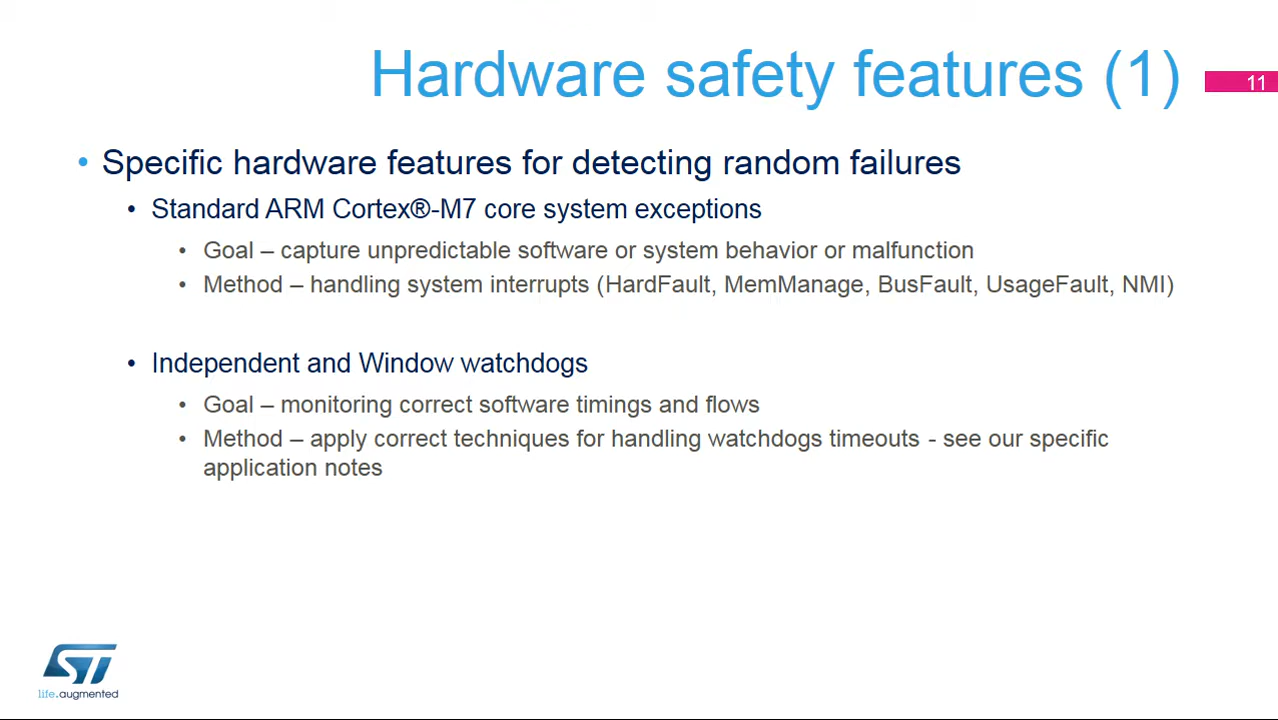 Hardware safety features (1)
11
• Specific hardware features for detecting random failures
• Standard ARM Cortex®-M7 core system exceptions
• Goal – capture unpredictable software or system behavior or malfunction
• Method – handling system interrupts (HardFault, MemManage, BusFault, UsageFault, NMI)
• Independent and Window watchdogs
• Goal – monitoring correct software timings and flows
• Method – apply correct techniques for handling watchdogs timeouts - see our specific
application notes
ST
life.augmented